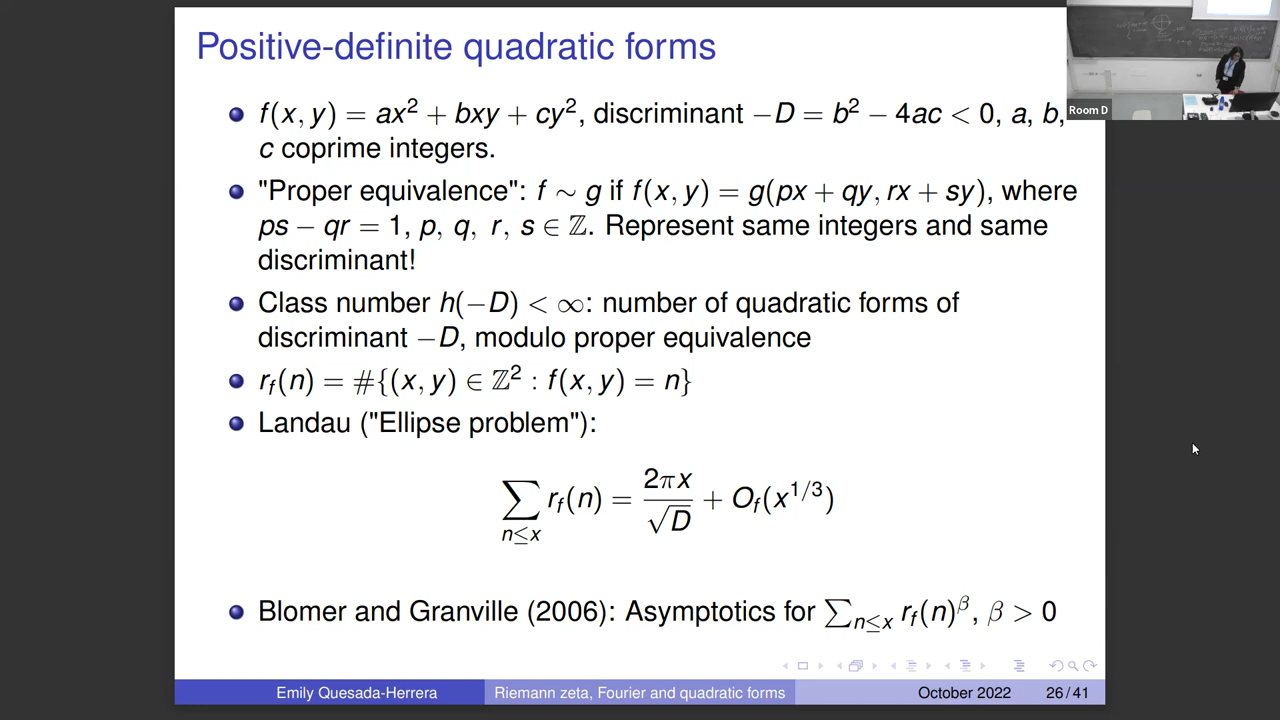 Positive-definite quadratic forms
f(x, y) = ax² + bxy + cy², discriminant −D = b² − 4ac < 0, a, b,
c coprime integers.
"Proper equivalence": f ∼ g if f(x, y) = g(px + qy, rx + sy), where
ps − qr = 1, p, q, r, s ∈ ℤ. Represent same integers and same
discriminant!
Class number h(−D) < ∞: number of quadratic forms of
discriminant −D, modulo proper equivalence
r_f(n) = #{(x, y) ∈ ℤ² : f(x, y) = n}
Landau ("Ellipse problem"):
∑_{n≤x} r_f(n) = 2πx/√D + O_f(x^{1/3})
Blomer and Granville (2006): Asymptotics for ∑_{n≤x} r_f(n)^β, β > 0
Emily Quesada-Herrera
Riemann zeta, Fourier and quadratic forms
October 2022
26 / 41
Room D